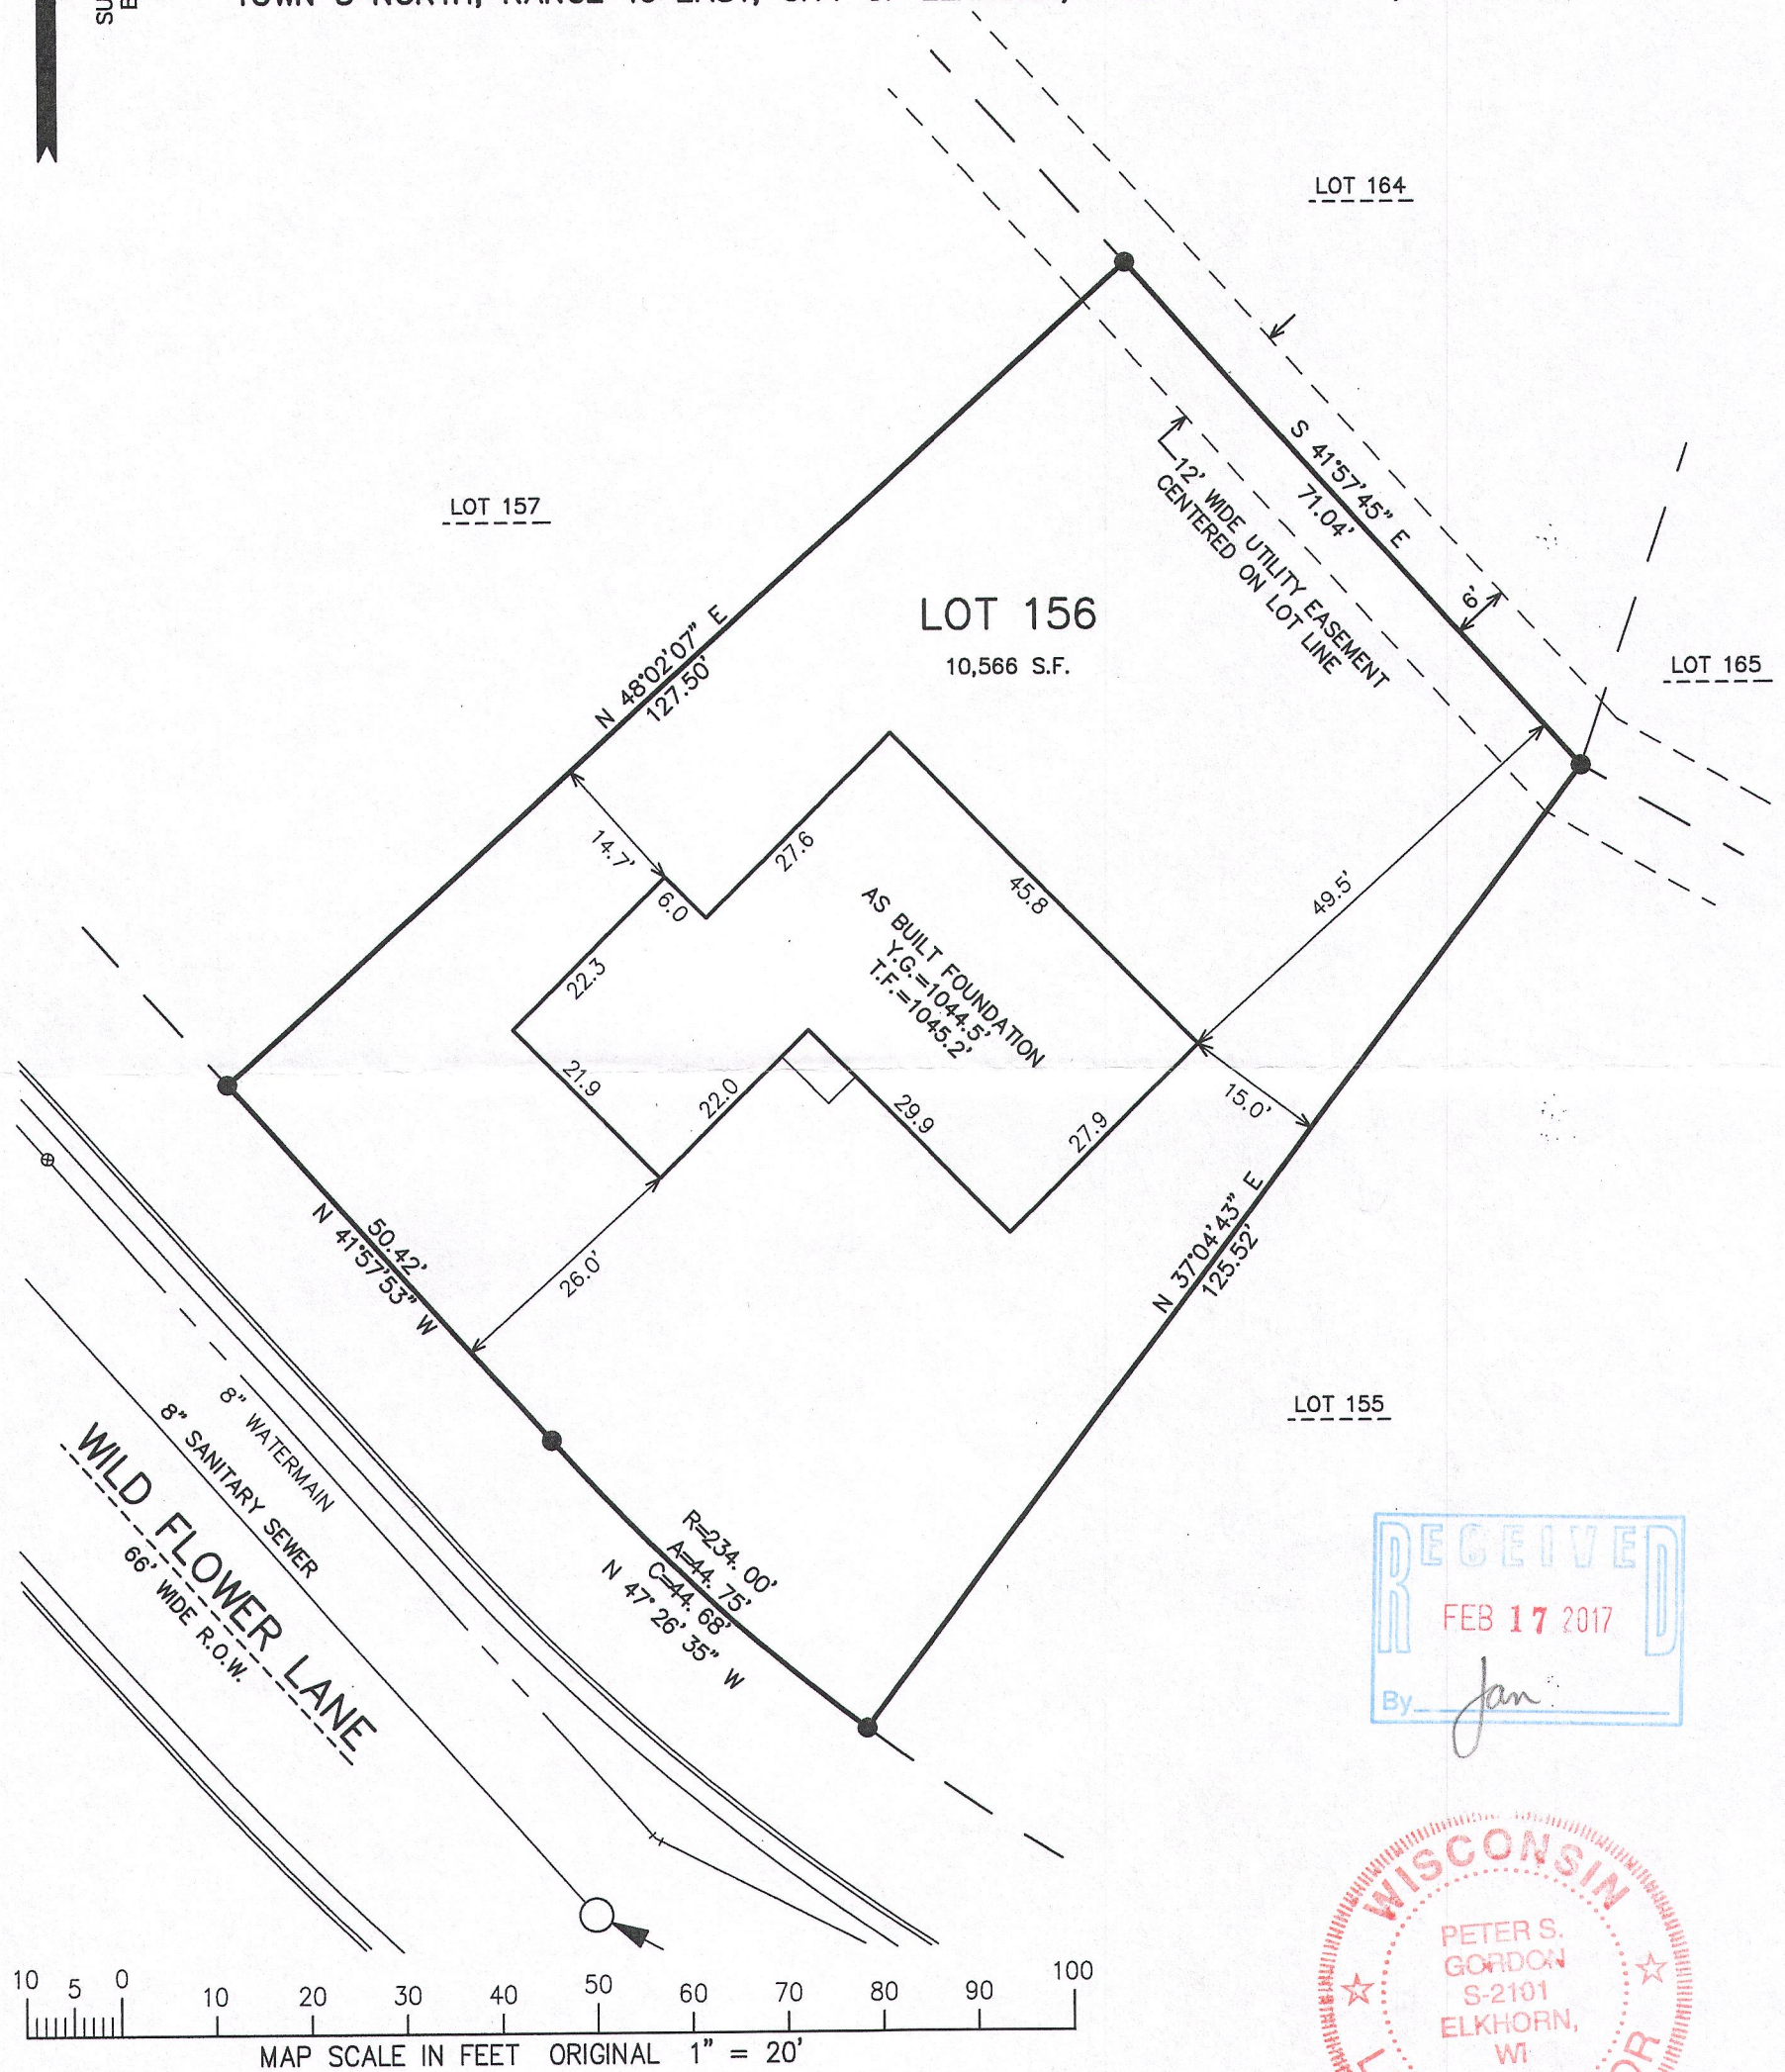 SU
E
LOT 164
LOT 157
S 41°57'45" E
71.04'
12' WIDE UTILITY EASEMENT
CENTERED ON LOT LINE
6'
LOT 156
10,566 S.F.
LOT 165
N 48°02'07" E
127.50'
14.7'
6.0
27.6
45.8
49.5'
AS BUILT FOUNDATION
Y.G.=1044.5'
T.F.=1045.2'
22.3
21.9
22.0
29.9
27.9
15.0'
50.42'
N 41°57'53" W
26.0'
N 37°04'43" E
125.52'
LOT 155
8" WATERMAIN
8" SANITARY SEWER
WILD FLOWER LANE
66' WIDE R.O.W.
R=234.00'
A=44.75'
C=44.68'
N 47°26'35" W
RECEIVED
FEB 17 2017
By Jan
WISCONSIN
PETER S.
GORDON
S-2101
ELKHORN,
WI
10 5 0 10 20 30 40 50 60 70 80 90 100
MAP SCALE IN FEET ORIGINAL 1" = 20'